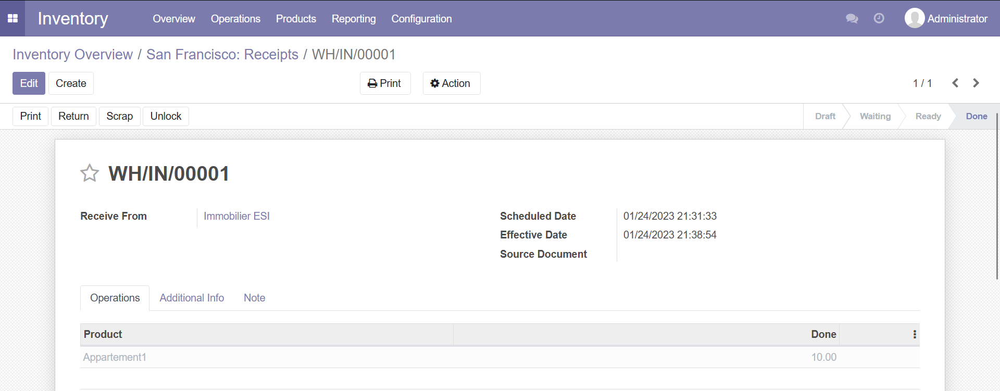 Inventory Overview Operations Products Reporting Configuration Administrator
Inventory Overview / San Francisco: Receipts / WH/IN/00001
Edit Create Print Action 1 / 1
Print Return Scrap Unlock Draft Waiting Ready Done
WH/IN/00001
Receive From Immobilier ESI Scheduled Date 01/24/2023 21:31:33
Effective Date 01/24/2023 21:38:54
Source Document
Operations Additional Info Note
Product Done
Appartement1 10.00